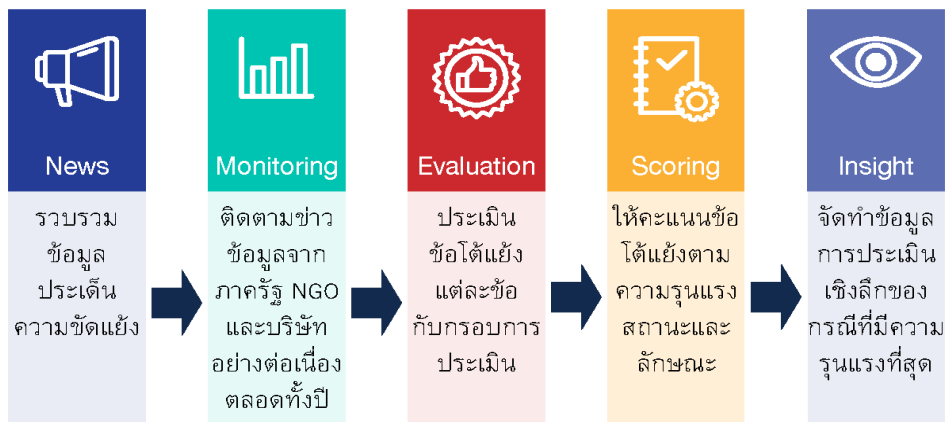 News
รวบรวม
ข้อมูล
ประเด็น
ความขัดแย้ง
Monitoring
ติดตามข่าว
ข้อมูลจาก
ภาครัฐ NGO
และบริษัท
อย่างต่อเนื่อง
ตลอดทั้งปี
Evaluation
ประเมิน
ข้อโต้แย้ง
แต่ละข้อ
กับกรอบการ
ประเมิน
Scoring
ให้คะแนนข้อ
โต้แย้งตาม
ความรุนแรง
สถานะและ
ลักษณะ
Insight
จัดทำข้อมูล
การประเมิน
เชิงลึกของ
กรณีที่มีความ
รุนแรงที่สุด